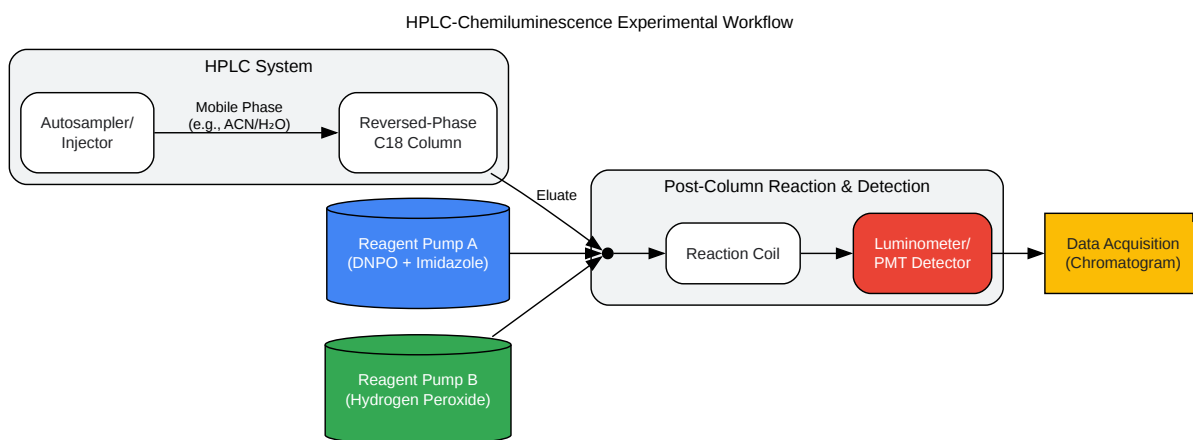 HPLC-Chemiluminescence Experimental Workflow
HPLC System
Autosampler/
Injector
Mobile Phase
(e.g., ACN/H₂O)
Reversed-Phase
C18 Column
Eluate
Reagent Pump A
(DNPO + Imidazole)
Reagent Pump B
(Hydrogen Peroxide)
Post-Column Reaction & Detection
Reaction Coil
Luminometer/
PMT Detector
Data Acquisition
(Chromatogram)